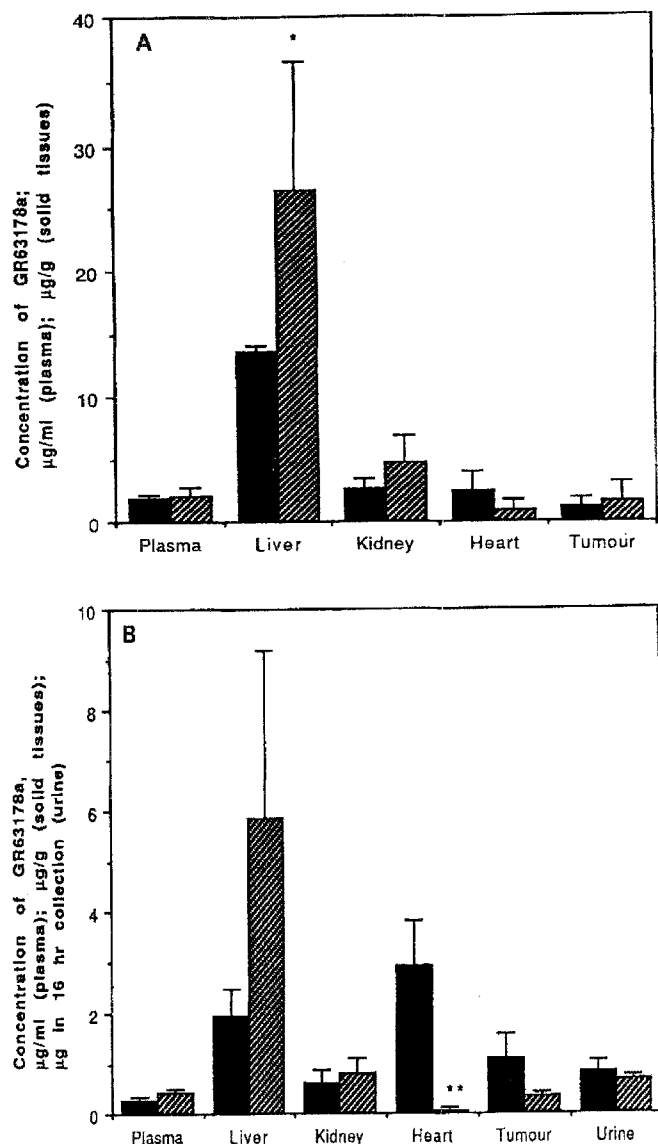 A
*
40
30
20
10
0
Concentration of GR63178a;
µg/ml (plasma); µg/g (solid tissues)
Plasma Liver Kidney Heart Tumour
B
10
8
6
4
2
0
Concentration of GR63178a,
µg/ml (plasma); µg/g (solid tissues);
µg in 16 hr collection (urine)
**
Plasma Liver Kidney Heart Tumour Urine